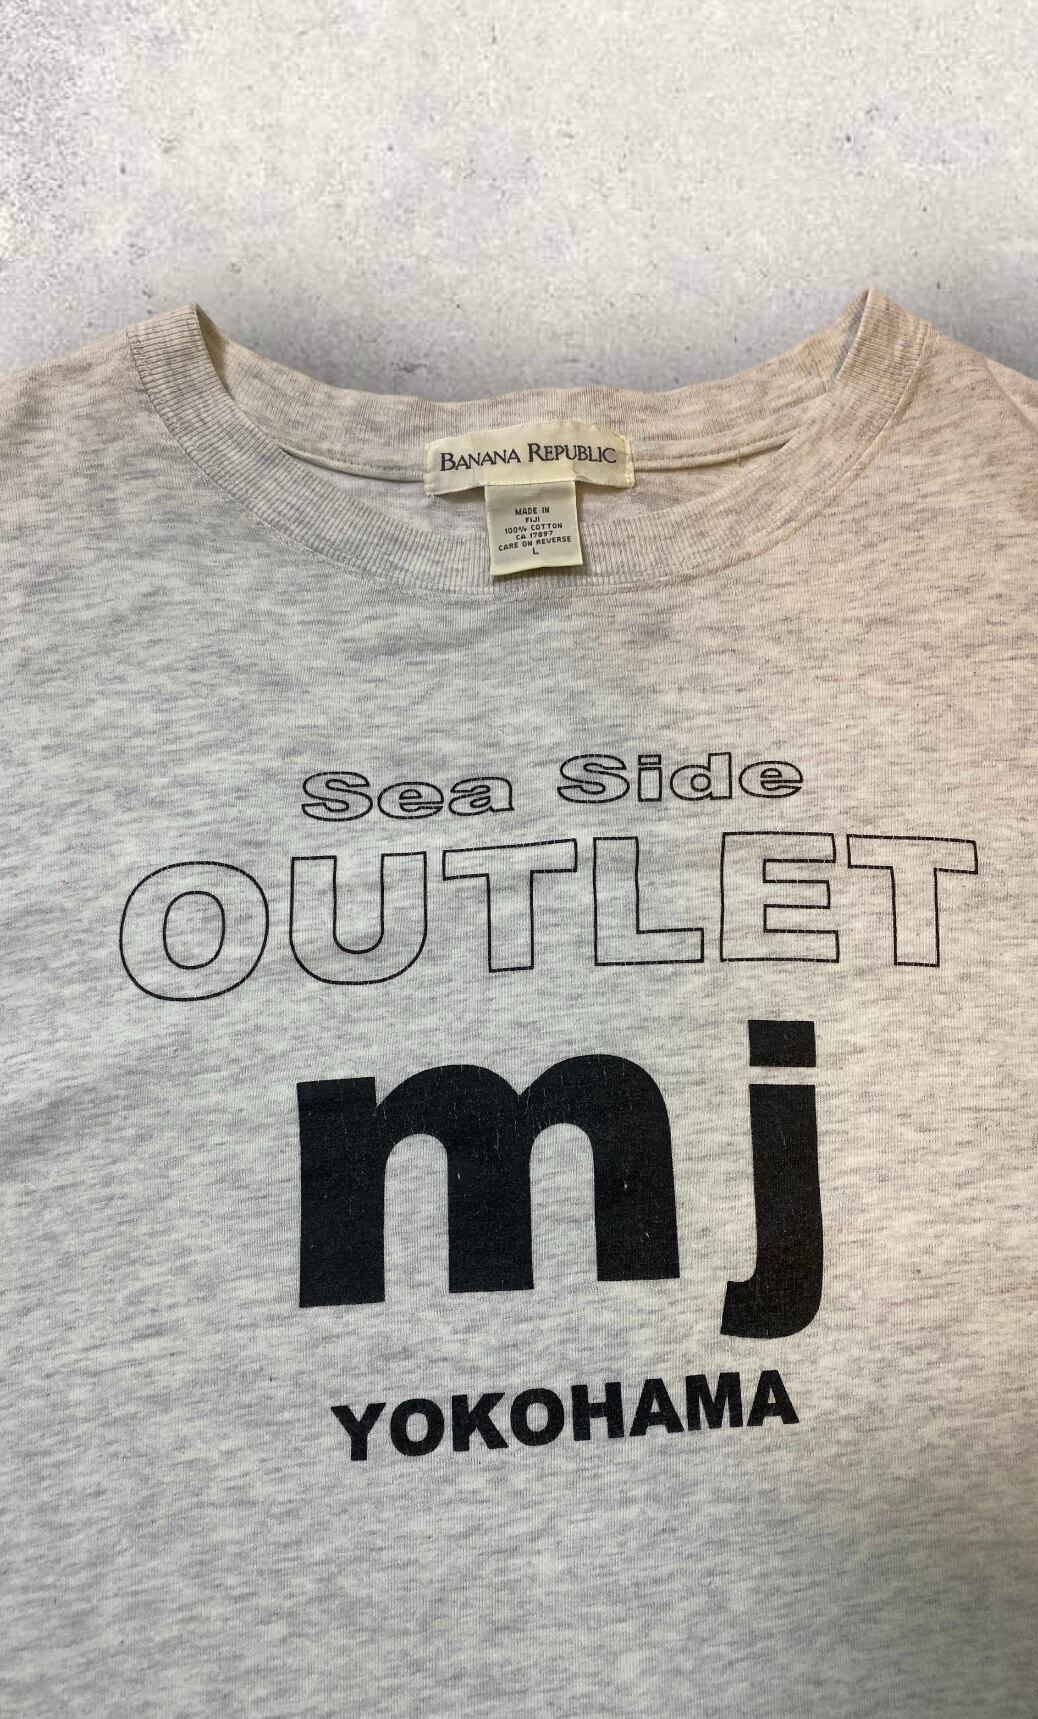 BANANA REPUBLIC
MADE IN
FIJI
100% COTTON
CA 17897
CARE ON REVERSE
L
Sea Side
OUTLET
mj
YOKOHAMA